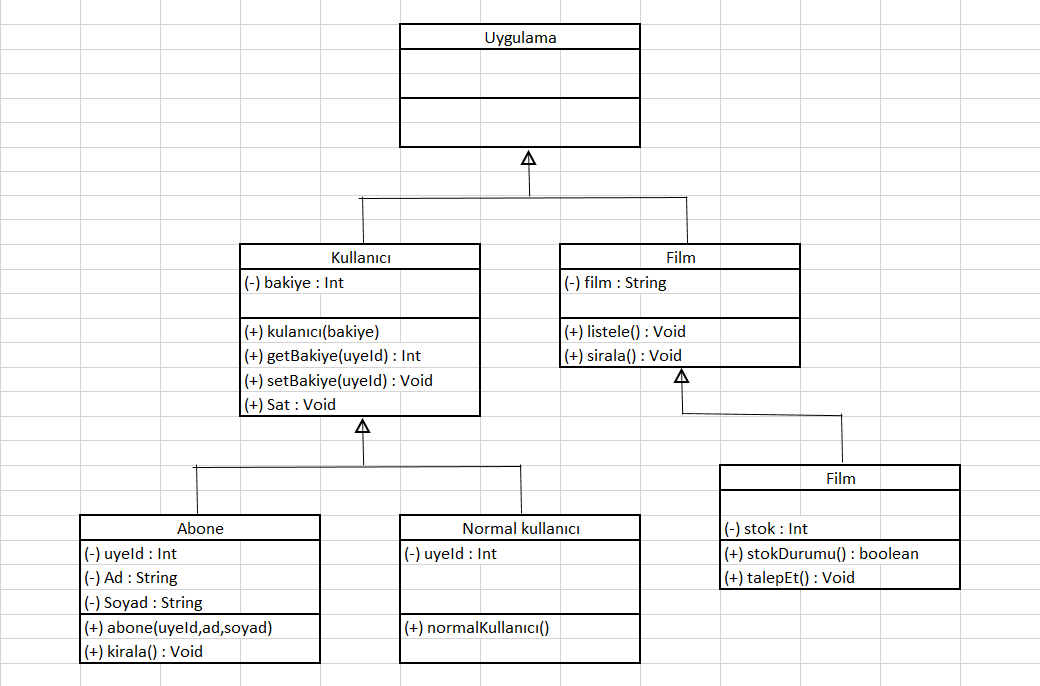 Uygulama
Kullanıcı
(-) bakiye : Int
(+) kulanıcı(bakiye)
(+) getBakiye(uyeId) : Int
(+) setBakiye(uyeId) : Void
(+) Sat : Void
Film
(-) film : String
(+) listele() : Void
(+) sirala() : Void
Abone
(-) uyeId : Int
(-) Ad : String
(-) Soyad : String
(+) abone(uyeId,ad,soyad)
(+) kirala() : Void
Normal kullanıcı
(-) uyeId : Int
(+) normalKullanıcı()
Film
(-) stok : Int
(+) stokDurumu() : boolean
(+) talepEt() : Void